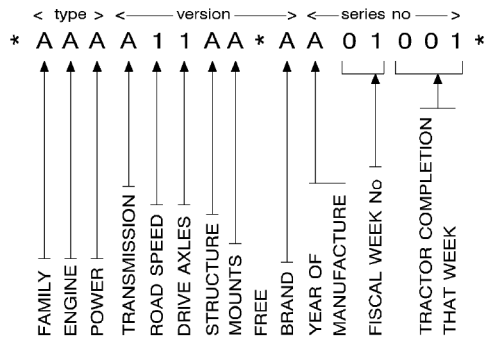 < type > < version > < series no >
* A A A A 1 1 A A * A A 0 1 0 0 1 *
FAMILY
ENGINE
POWER
TRANSMISSION
ROAD SPEED
DRIVE AXLES
STRUCTURE
MOUNTS
FREE
BRAND
YEAR OF
MANUFACTURE
FISCAL WEEK No
TRACTOR COMPLETION
THAT WEEK